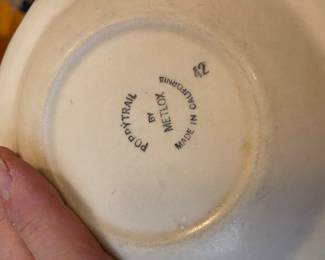 POPPYTRAIL
BY
METLOX
MADE IN CALIFORNIA
42